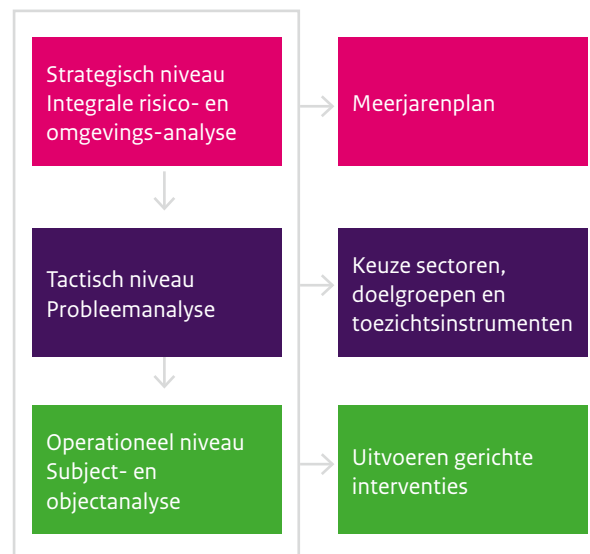 Strategisch niveau
Integrale risico- en
omgevings-analyse
Meerjarenplan
Tactisch niveau
Probleemanalyse
Keuze sectoren,
doelgroepen en
toezichtsinstrumenten
Operationeel niveau
Subject- en
objectanalyse
Uitvoeren gerichte
interventies